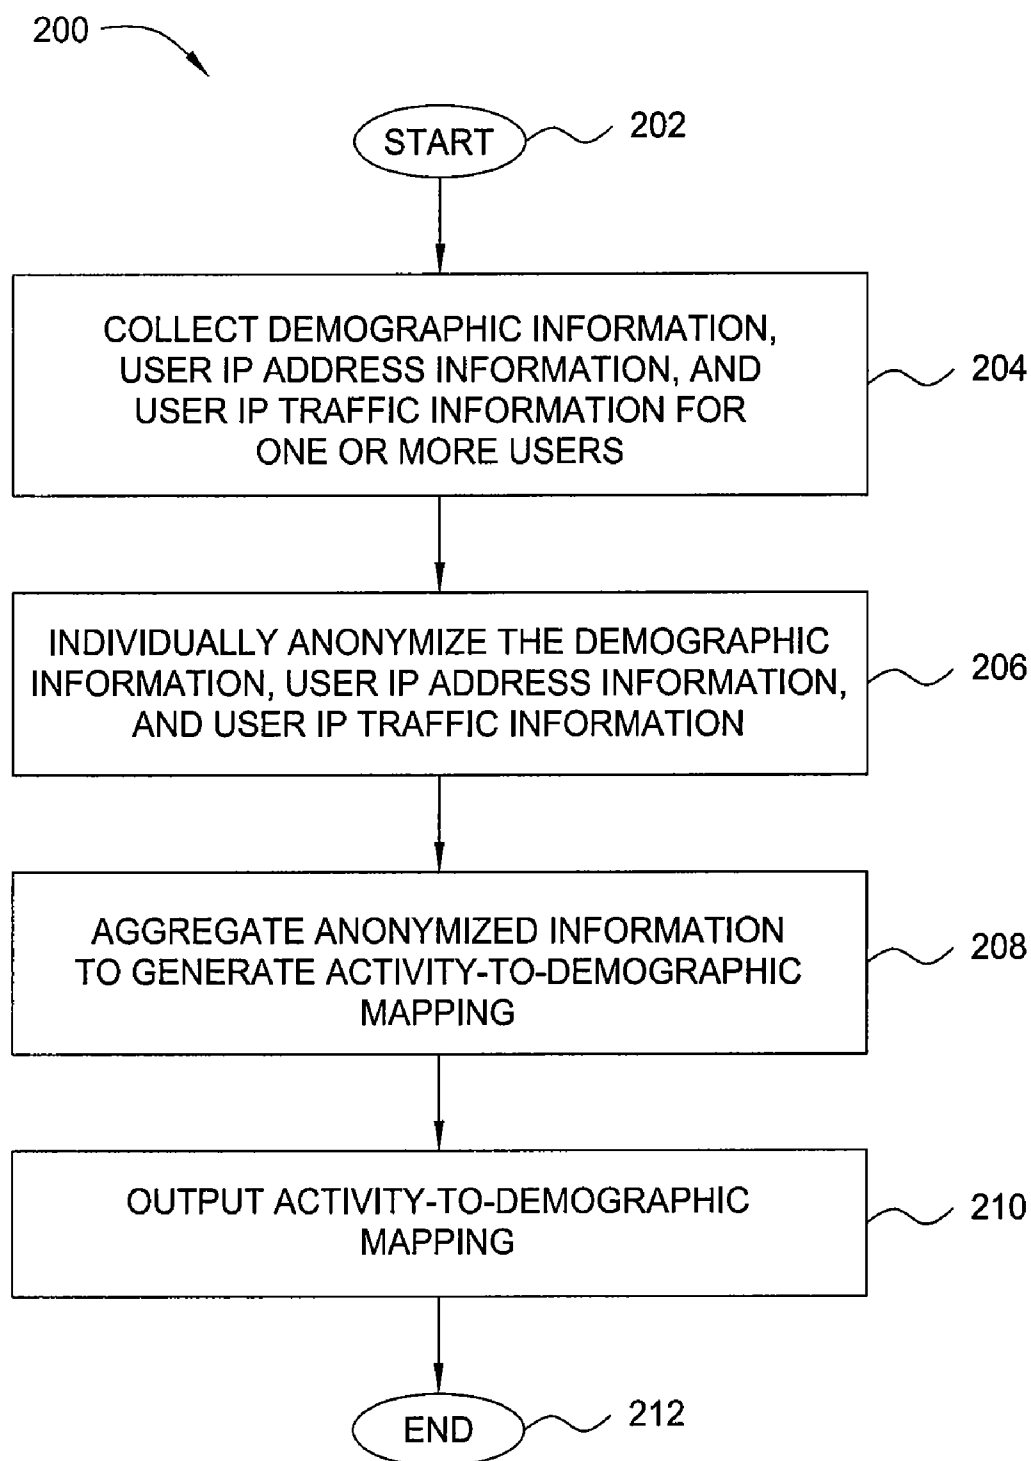 200
START
202
COLLECT DEMOGRAPHIC INFORMATION,
USER IP ADDRESS INFORMATION, AND
USER IP TRAFFIC INFORMATION FOR
ONE OR MORE USERS
204
INDIVIDUALLY ANONYMIZE THE DEMOGRAPHIC
INFORMATION, USER IP ADDRESS INFORMATION,
AND USER IP TRAFFIC INFORMATION
206
AGGREGATE ANONYMIZED INFORMATION
TO GENERATE ACTIVITY-TO-DEMOGRAPHIC
MAPPING
208
OUTPUT ACTIVITY-TO-DEMOGRAPHIC
MAPPING
210
END
212